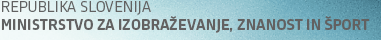 REPUBLIKA SLOVENIJA
MINISTRSTVO ZA IZOBRAŽEVANJE, ZNANOST IN ŠPORT